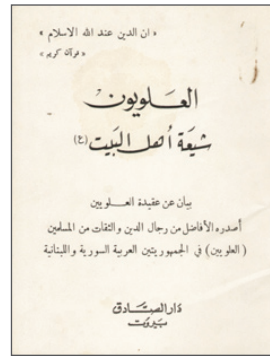 « ان الدين عند الله الاسلام »
« قرآن كريم »
العلويون
شيعة أهل البيت (ع)
بيان عن عقيدة العلويين
أصدره الأفاضل من رجال الدين والثقات من المسلمين
(العلويين) في الجمهوريتين العربية السورية واللبنانية
دار الصادق
بيروت